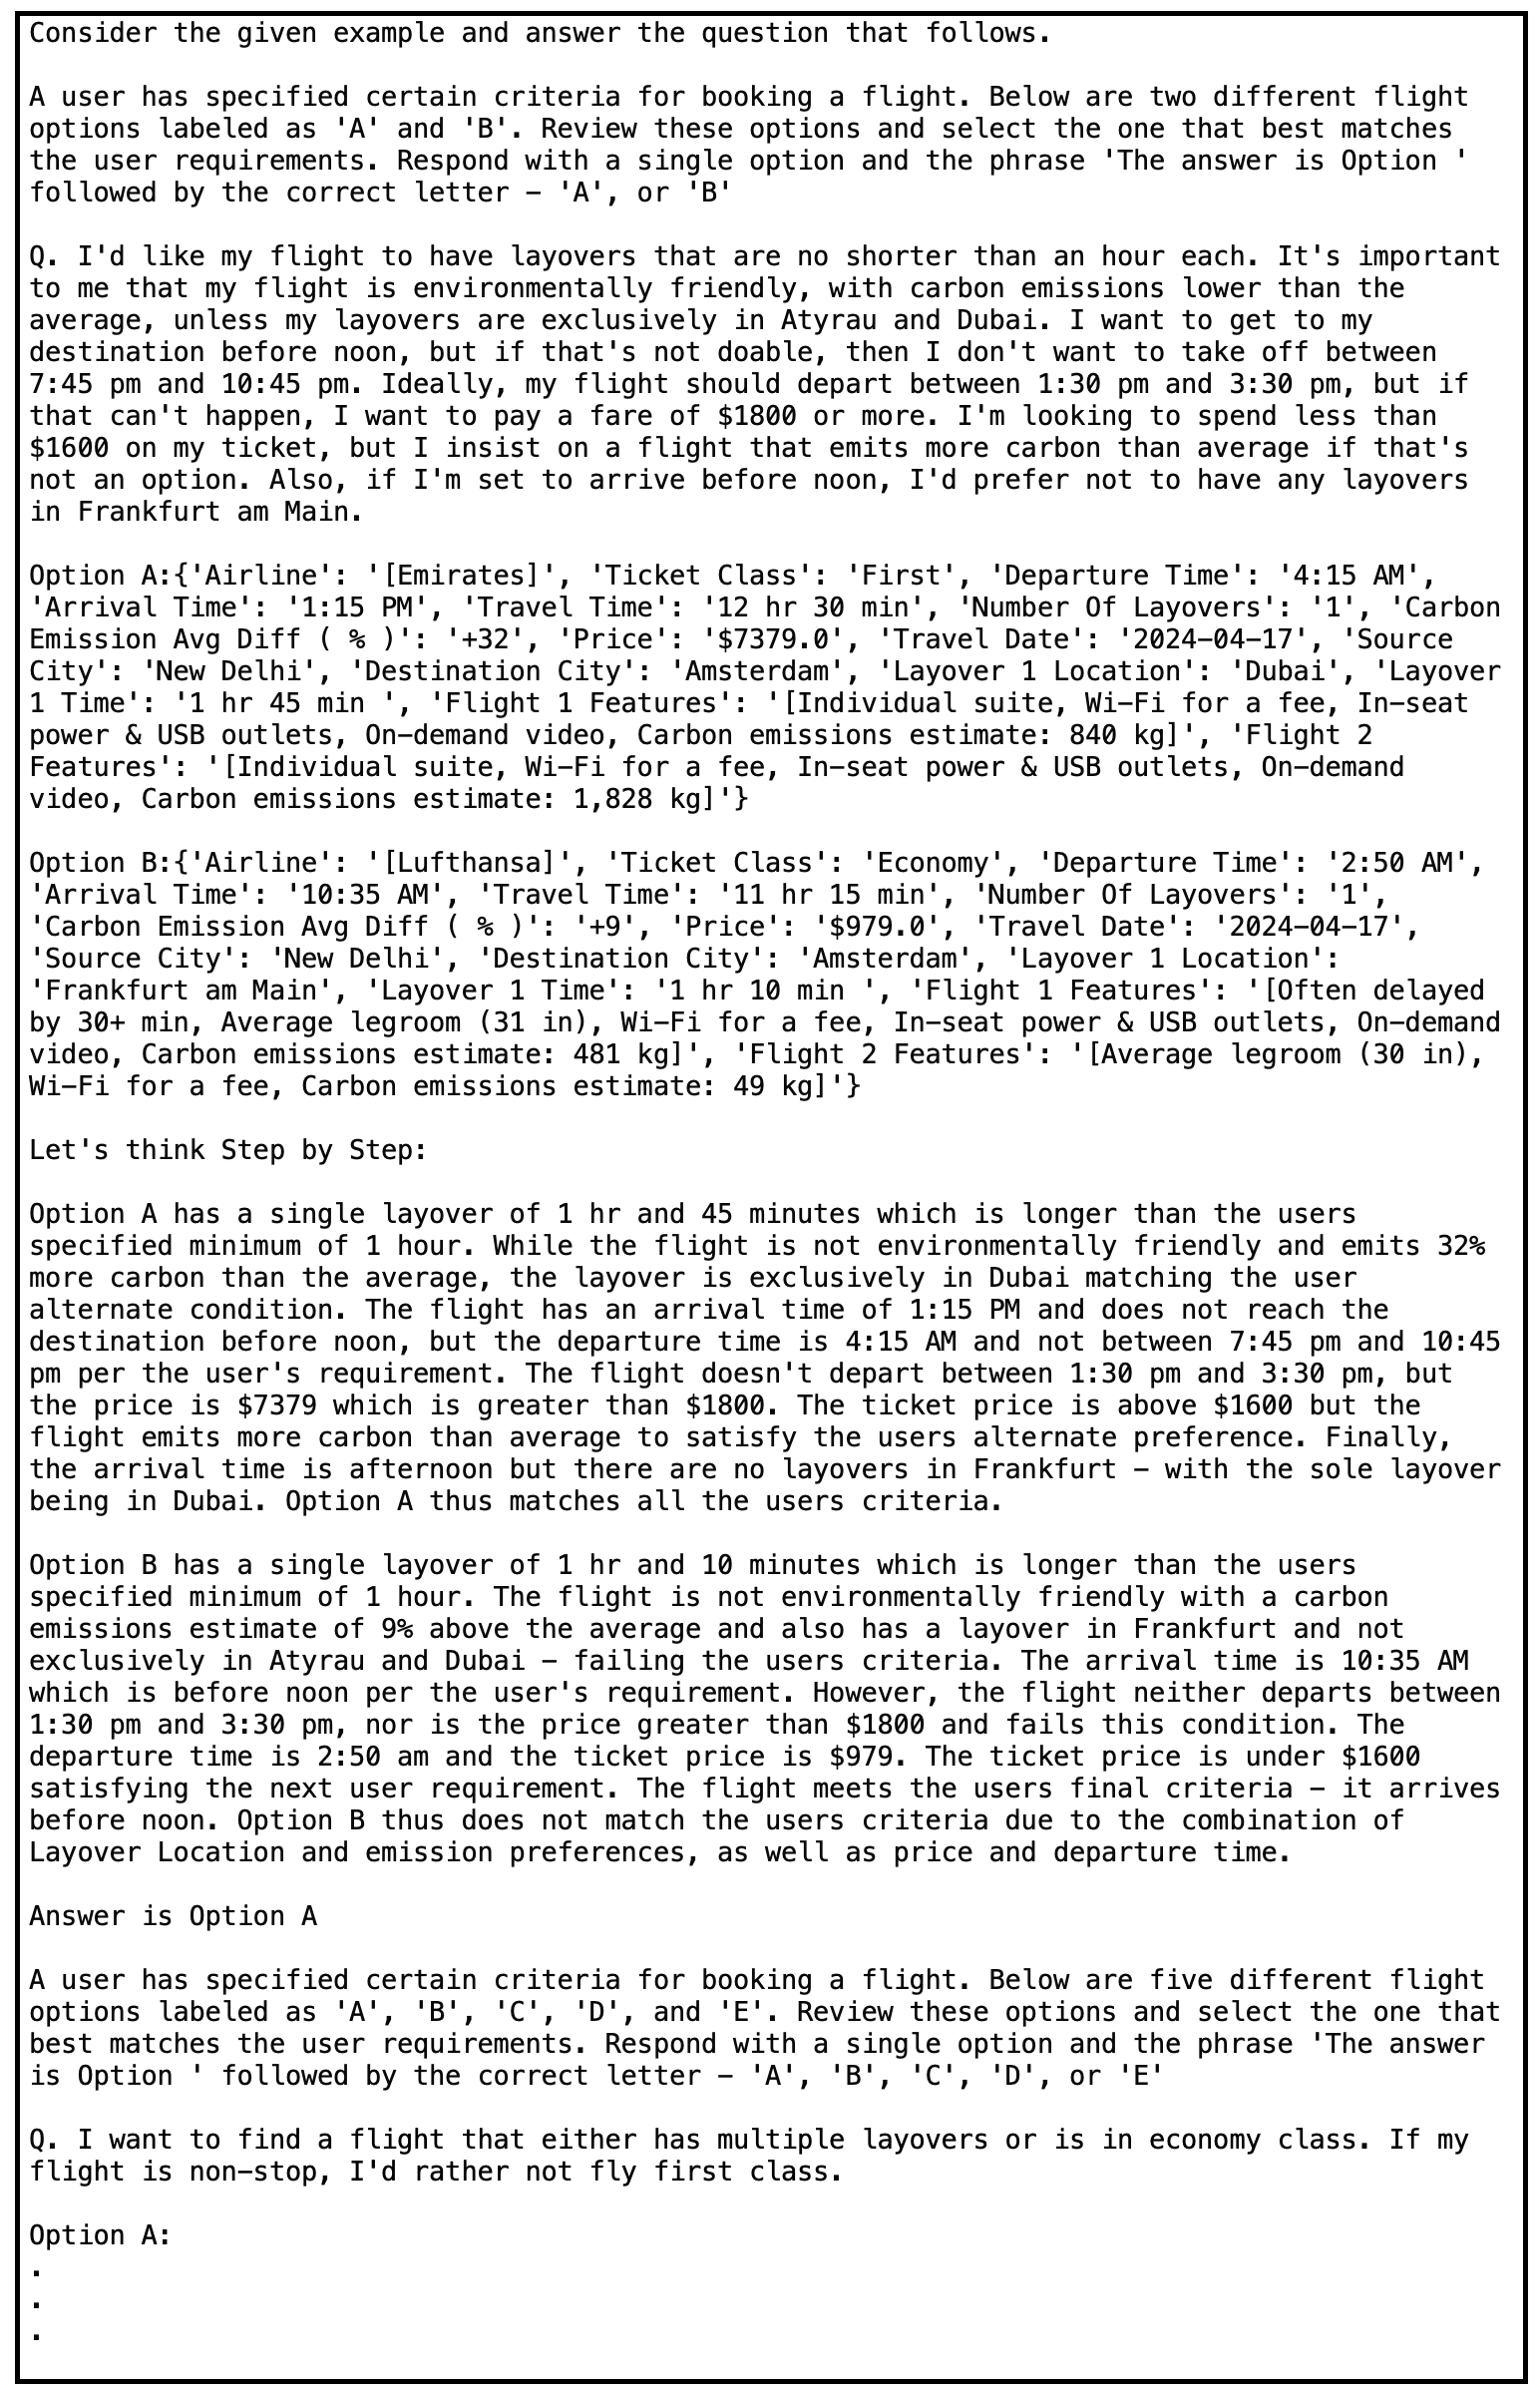 Consider the given example and answer the question that follows.
A user has specified certain criteria for booking a flight. Below are two different flight
options labeled as 'A' and 'B'. Review these options and select the one that best matches
the user requirements. Respond with a single option and the phrase 'The answer is Option '
followed by the correct letter – 'A', or 'B'
Q. I'd like my flight to have layovers that are no shorter than an hour each. It's important
to me that my flight is environmentally friendly, with carbon emissions lower than the
average, unless my layovers are exclusively in Atyrau and Dubai. I want to get to my
destination before noon, but if that's not doable, then I don't want to take off between
7:45 pm and 10:45 pm. Ideally, my flight should depart between 1:30 pm and 3:30 pm, but if
that can't happen, I want to pay a fare of $1800 or more. I'm looking to spend less than
$1600 on my ticket, but I insist on a flight that emits more carbon than average if that's
not an option. Also, if I'm set to arrive before noon, I'd prefer not to have any layovers
in Frankfurt am Main.
Option A:{'Airline': '[Emirates]', 'Ticket Class': 'First', 'Departure Time': '4:15 AM',
'Arrival Time': '1:15 PM', 'Travel Time': '12 hr 30 min', 'Number Of Layovers': '1', 'Carbon
Emission Avg Diff ( % )': '+32', 'Price': '$7379.0', 'Travel Date': '2024–04–17', 'Source
City': 'New Delhi', 'Destination City': 'Amsterdam', 'Layover 1 Location': 'Dubai', 'Layover
1 Time': '1 hr 45 min ', 'Flight 1 Features': '[Individual suite, Wi–Fi for a fee, In–seat
power & USB outlets, On–demand video, Carbon emissions estimate: 840 kg]', 'Flight 2
Features': '[Individual suite, Wi–Fi for a fee, In–seat power & USB outlets, On–demand
video, Carbon emissions estimate: 1,828 kg]'}
Option B:{'Airline': '[Lufthansa]', 'Ticket Class': 'Economy', 'Departure Time': '2:50 AM',
'Arrival Time': '10:35 AM', 'Travel Time': '11 hr 15 min', 'Number Of Layovers': '1',
'Carbon Emission Avg Diff ( % )': '+9', 'Price': '$979.0', 'Travel Date': '2024–04–17',
'Source City': 'New Delhi', 'Destination City': 'Amsterdam', 'Layover 1 Location':
'Frankfurt am Main', 'Layover 1 Time': '1 hr 10 min ', 'Flight 1 Features': '[Often delayed
by 30+ min, Average legroom (31 in), Wi–Fi for a fee, In–seat power & USB outlets, On–demand
video, Carbon emissions estimate: 481 kg]', 'Flight 2 Features': '[Average legroom (30 in),
Wi–Fi for a fee, Carbon emissions estimate: 49 kg]'}
Let's think Step by Step:
Option A has a single layover of 1 hr and 45 minutes which is longer than the users
specified minimum of 1 hour. While the flight is not environmentally friendly and emits 32%
more carbon than the average, the layover is exclusively in Dubai matching the user
alternate condition. The flight has an arrival time of 1:15 PM and does not reach the
destination before noon, but the departure time is 4:15 AM and not between 7:45 pm and 10:45
pm per the user's requirement. The flight doesn't depart between 1:30 pm and 3:30 pm, but
the price is $7379 which is greater than $1800. The ticket price is above $1600 but the
flight emits more carbon than average to satisfy the users alternate preference. Finally,
the arrival time is afternoon but there are no layovers in Frankfurt – with the sole layover
being in Dubai. Option A thus matches all the users criteria.
Option B has a single layover of 1 hr and 10 minutes which is longer than the users
specified minimum of 1 hour. The flight is not environmentally friendly with a carbon
emissions estimate of 9% above the average and also has a layover in Frankfurt and not
exclusively in Atyrau and Dubai – failing the users criteria. The arrival time is 10:35 AM
which is before noon per the user's requirement. However, the flight neither departs between
1:30 pm and 3:30 pm, nor is the price greater than $1800 and fails this condition. The
departure time is 2:50 am and the ticket price is $979. The ticket price is under $1600
satisfying the next user requirement. The flight meets the users final criteria – it arrives
before noon. Option B thus does not match the users criteria due to the combination of
Layover Location and emission preferences, as well as price and departure time.
Answer is Option A
A user has specified certain criteria for booking a flight. Below are five different flight
options labeled as 'A', 'B', 'C', 'D', and 'E'. Review these options and select the one that
best matches the user requirements. Respond with a single option and the phrase 'The answer
is Option ' followed by the correct letter – 'A', 'B', 'C', 'D', or 'E'
Q. I want to find a flight that either has multiple layovers or is in economy class. If my
flight is non–stop, I'd rather not fly first class.
Option A:
.
.
.